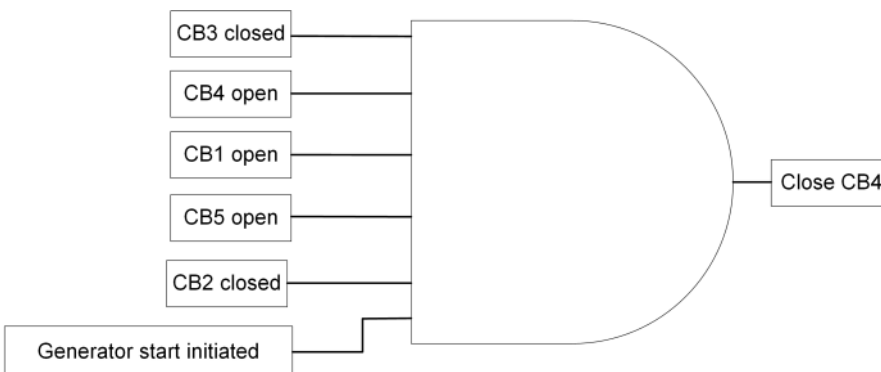 CB3 closed
CB4 open
CB1 open
CB5 open
CB2 closed
Generator start initiated
Close CB4